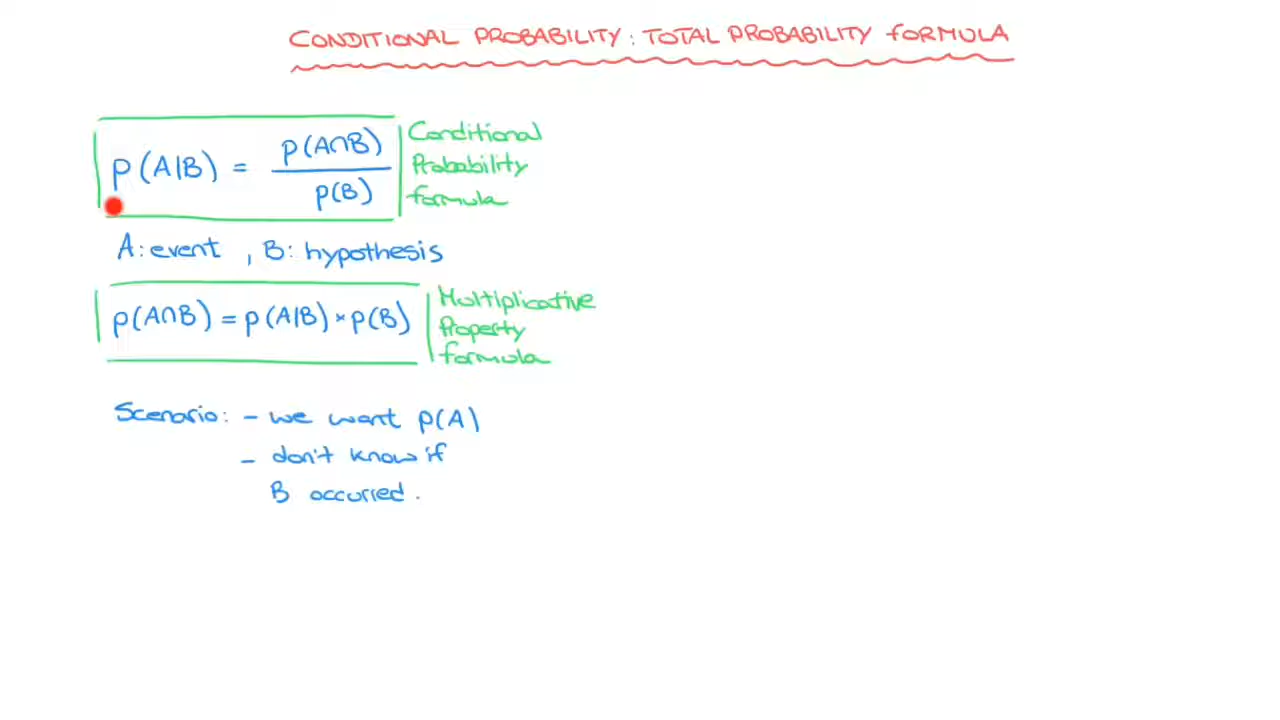 CONDITIONAL PROBABILITY: TOTAL PROBABILITY FORMULA
P(A|B) = P(A∩B) / P(B)
Conditional
Probability
formula
A: event , B: hypothesis
P(A∩B) = P(A|B) × P(B)
Multiplicative
Property
formula
Scenario: - we want P(A)
- don't know if
B occurred.